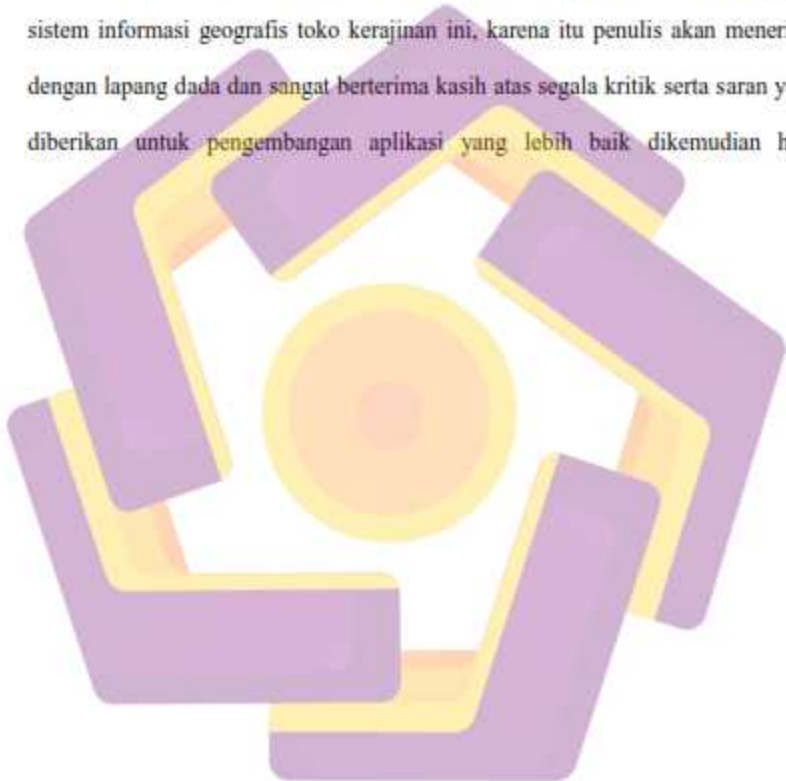 sistem informasi geografis toko kerajinan ini, karena itu penulis akan
dengan lapang dada dan sangat berterima kasih atas segala kritik serta saran
diberikan untuk pengembangan aplikasi yang lebih baik dikemudian